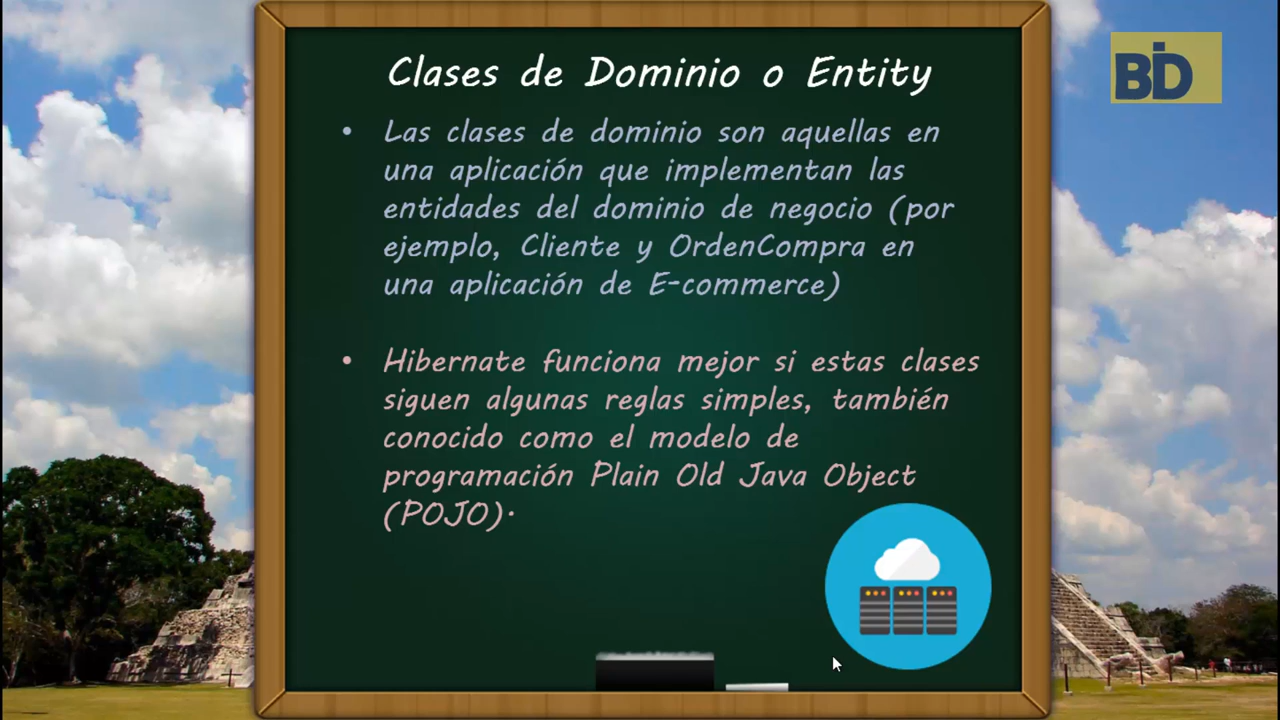 Clases de Dominio o Entity
BID
• Las clases de dominio son aquellas en
una aplicación que implementan las
entidades del dominio de negocio (por
ejemplo, Cliente y OrdenCompra en
una aplicación de E-commerce)
• Hibernate funciona mejor si estas clases
siguen algunas reglas simples, también
conocido como el modelo de
programación Plain Old Java Object
(POJO).